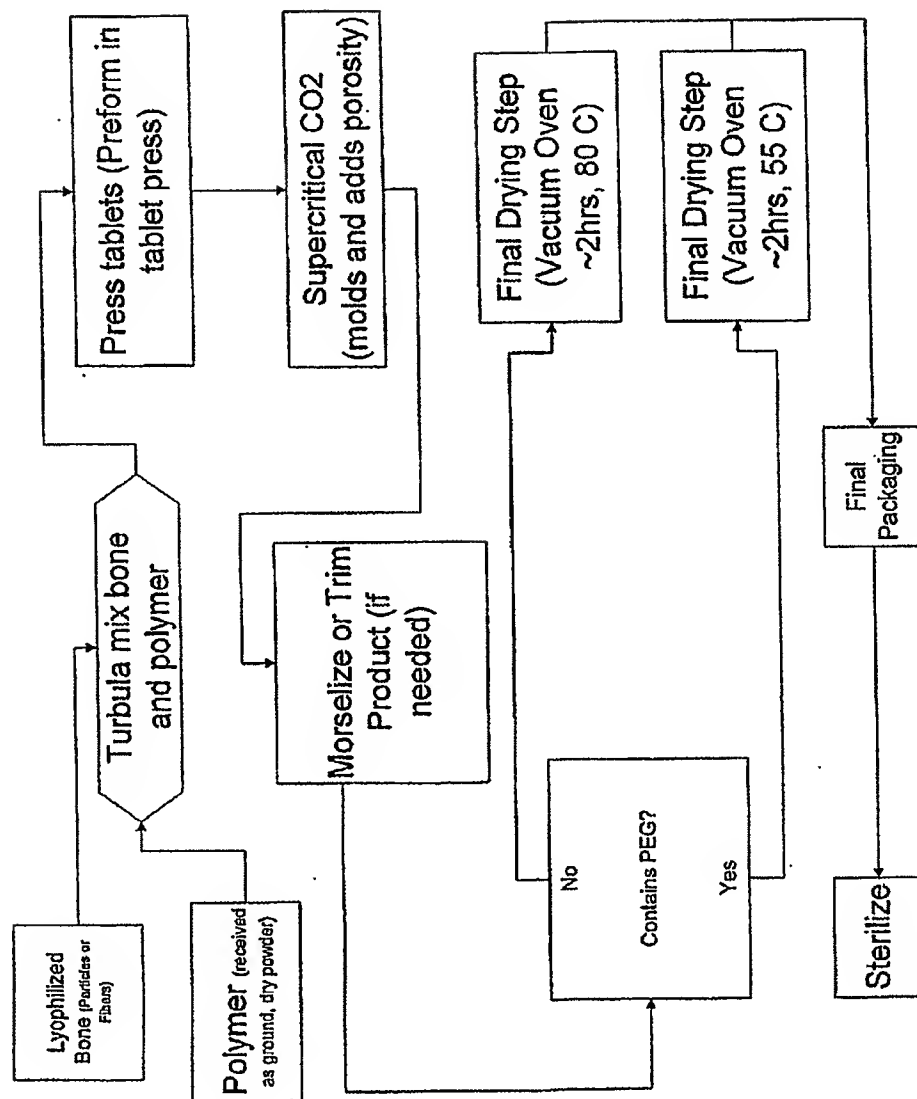 Lyophilized
Bone (Particles or
Fibers)
Polymer (received
as ground, dry powder)
Turbula mix bone
and polymer
Press tablets (Preform in
tablet press)
Supercritical CO2
(molds and adds porosity)
Morselize or Trim
Product (if
needed)
Contains PEG?
No
Yes
Final Drying Step
(Vacuum Oven
~2hrs, 80 C)
Final Drying Step
(Vacuum Oven
~2hrs, 55 C)
Final
Packaging
Sterilize